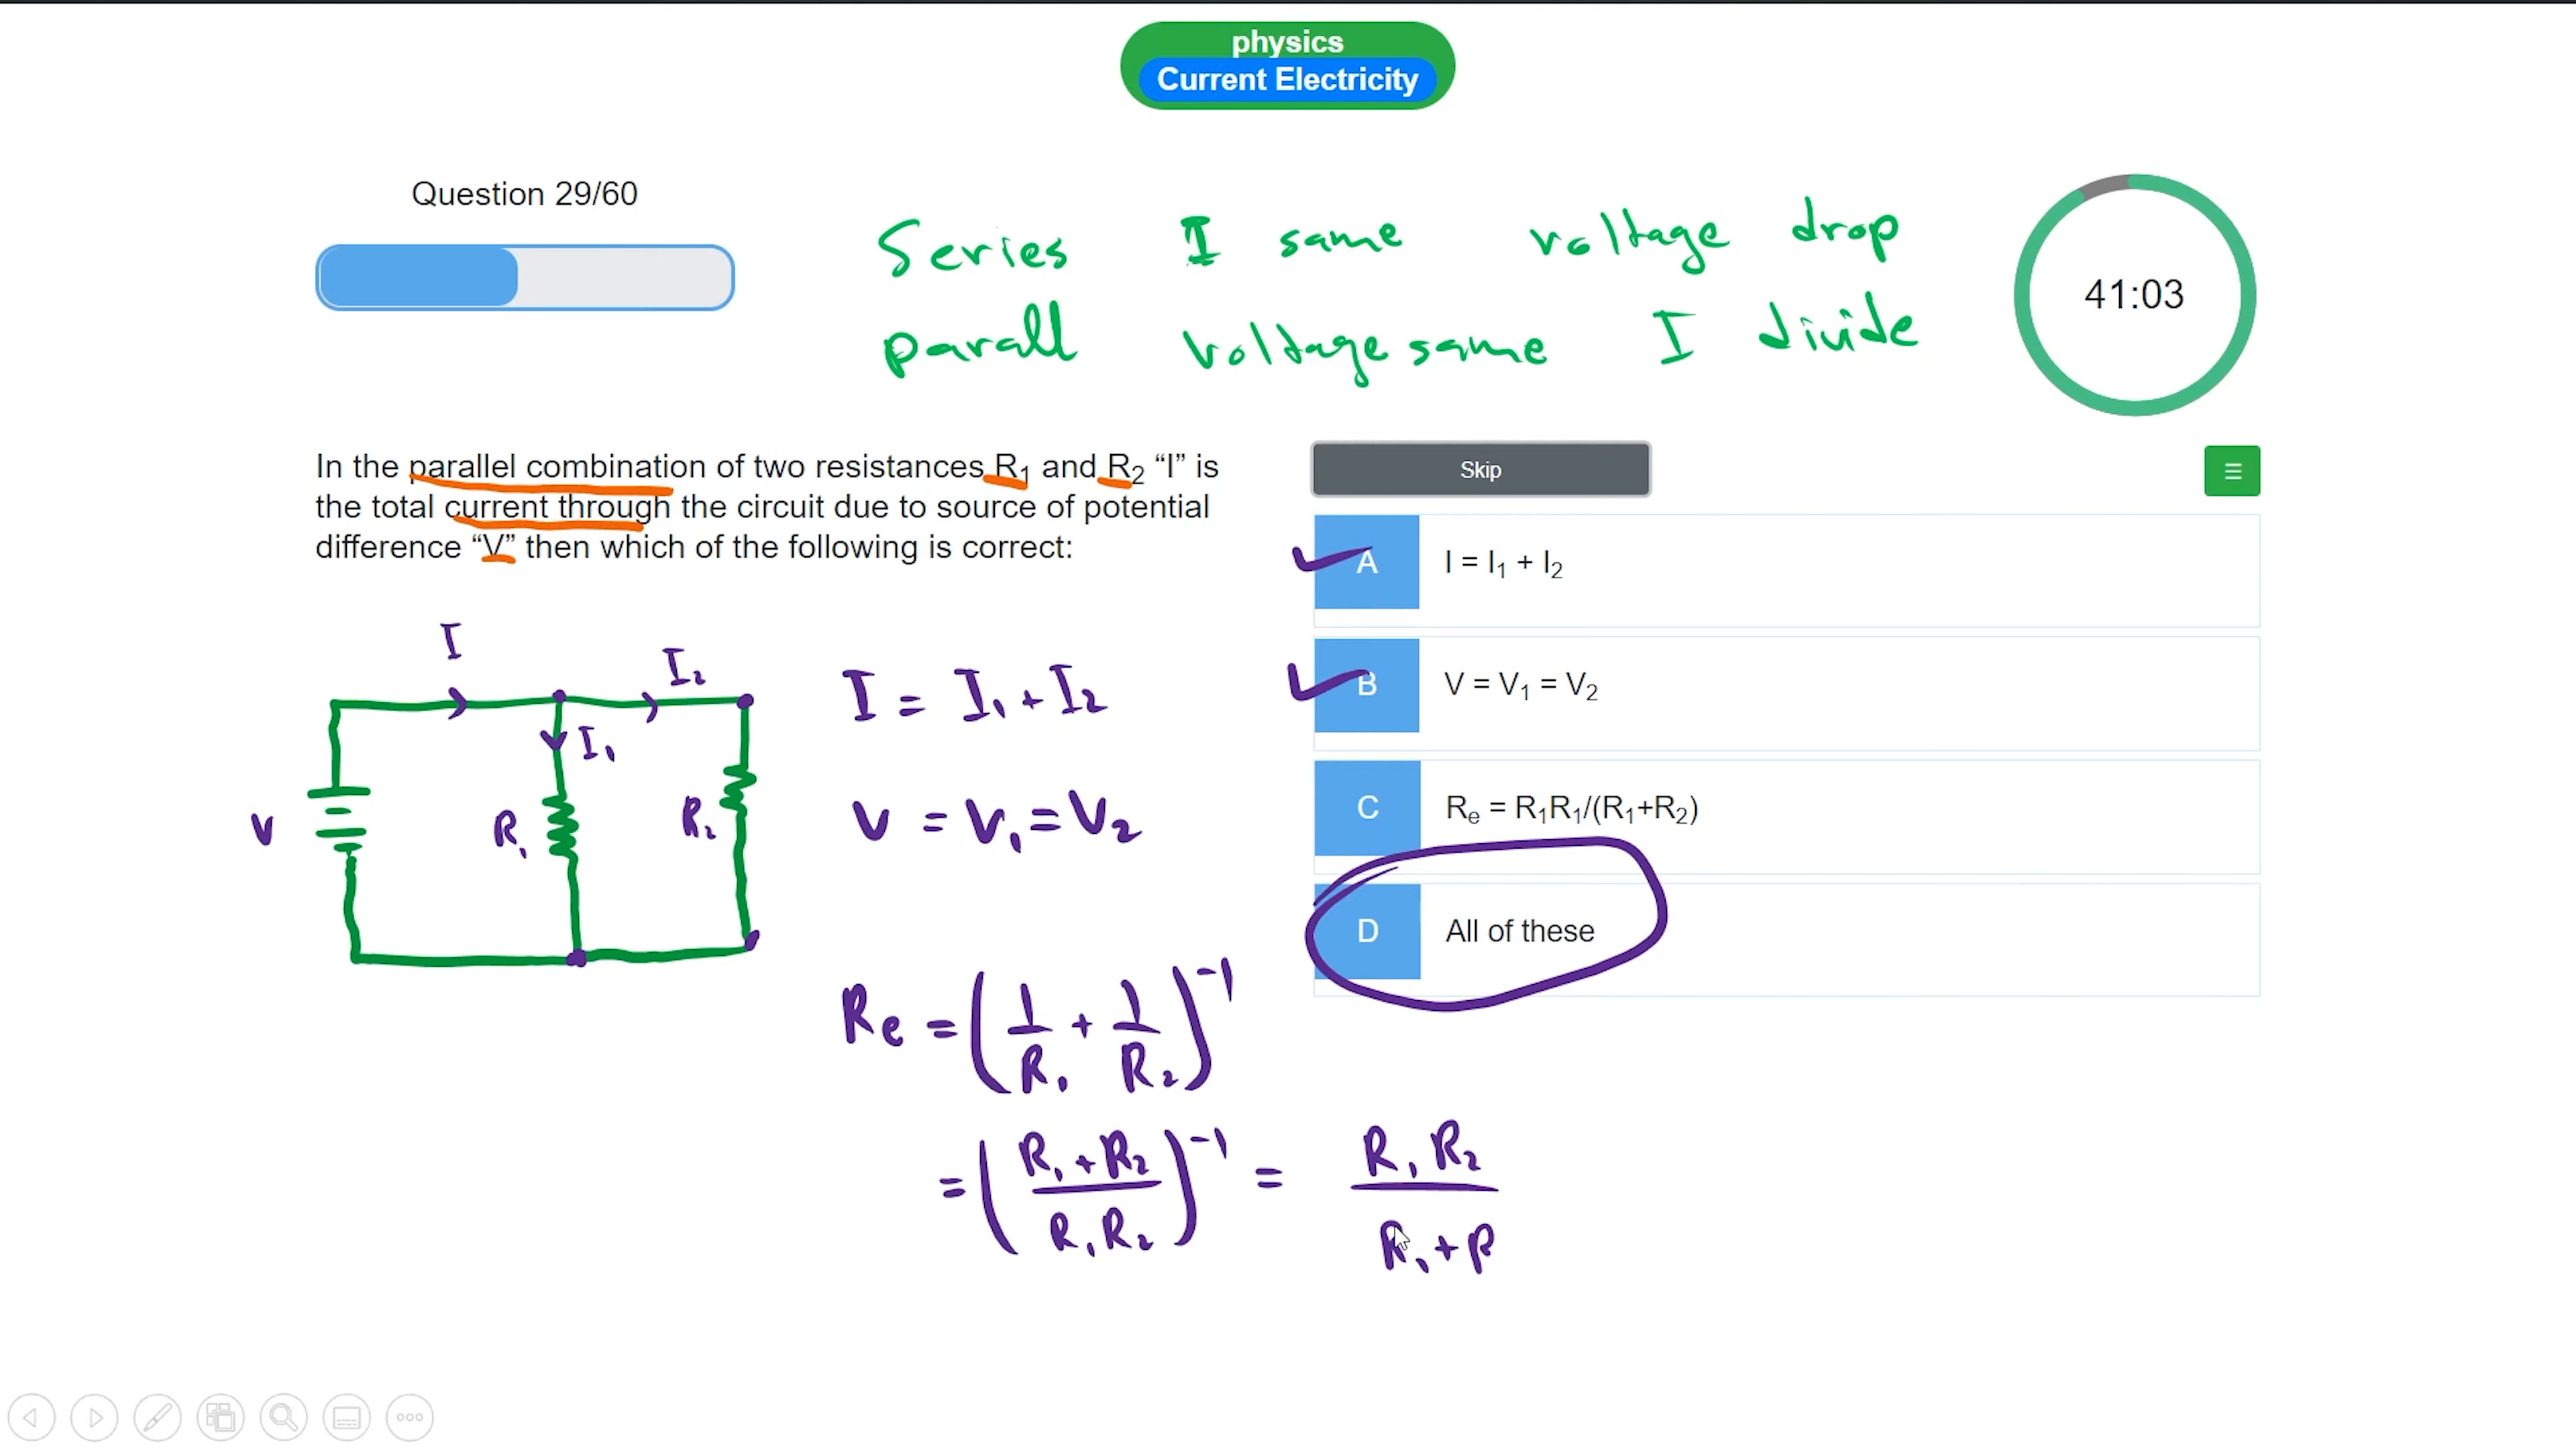 physics
Current Electricity
Question 29/60
Series I same voltage drop
parall voltage same I divide
41:03
In the parallel combination of two resistances R₁ and R₂ “I” is
the total current through the circuit due to source of potential
difference “V” then which of the following is correct:
Skip
A I = I₁ + I₂
B V = V₁ = V₂
C Rₑ = R₁R₁/(R₁+R₂)
D All of these
I
I₂
I₁
V
R₁
R₂
I = I₁ + I₂
V = V₁ = V₂
Rₑ = (1/R₁ + 1/R₂)⁻¹
= (R₁ + R₂ / R₁R₂)⁻¹ = R₁R₂ / R₁ + R